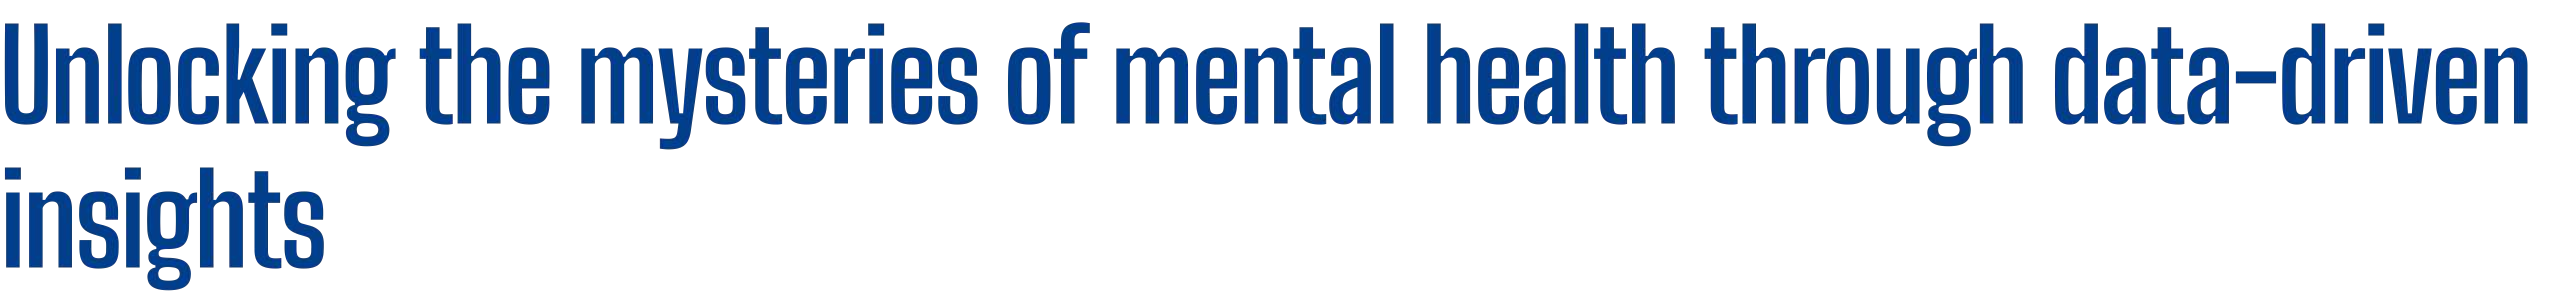 Unlocking the mysteries of mental health through data-driven
insights